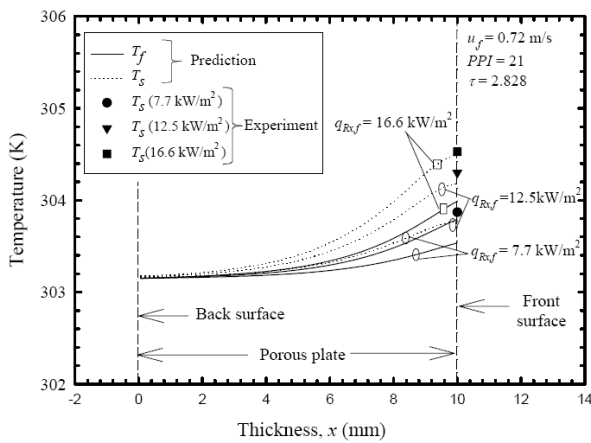 306
305
304
303
302
Temperature (K)
T_f
T_s
Prediction
T_s (7.7 kW/m²)
T_s (12.5 kW/m²)
T_s(16.6 kW/m²)
Experiment
u_f = 0.72 m/s
PPI = 21
τ = 2.828
q_Rx,f = 16.6 kW/m²
q_Rx,f =12.5kW/m²
q_Rx,f = 7.7 kW/m²
Back surface
Front
surface
Porous plate
-2 0 2 4 6 8 10 12 14
Thickness, x (mm)